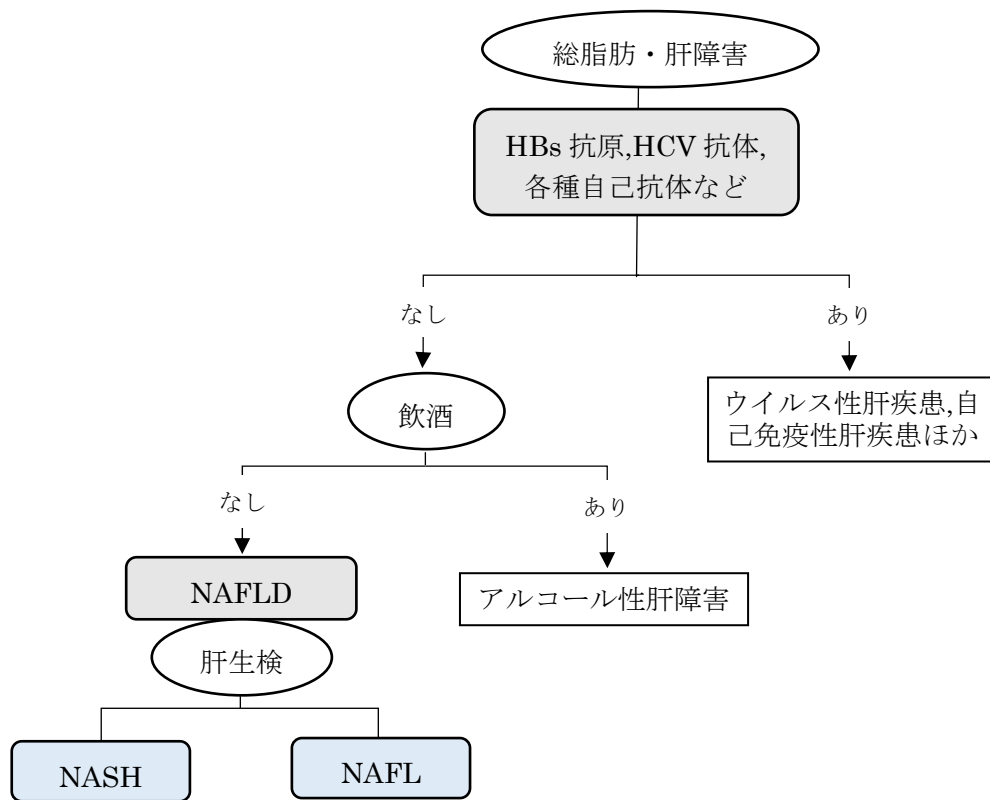 総脂肪・肝障害
HBs 抗原,HCV 抗体,
各種自己抗体など
なし
あり
飲酒
ウイルス性肝疾患,自
己免疫性肝疾患ほか
なし
あり
NAFLD
アルコール性肝障害
肝生検
NASH
NAFL